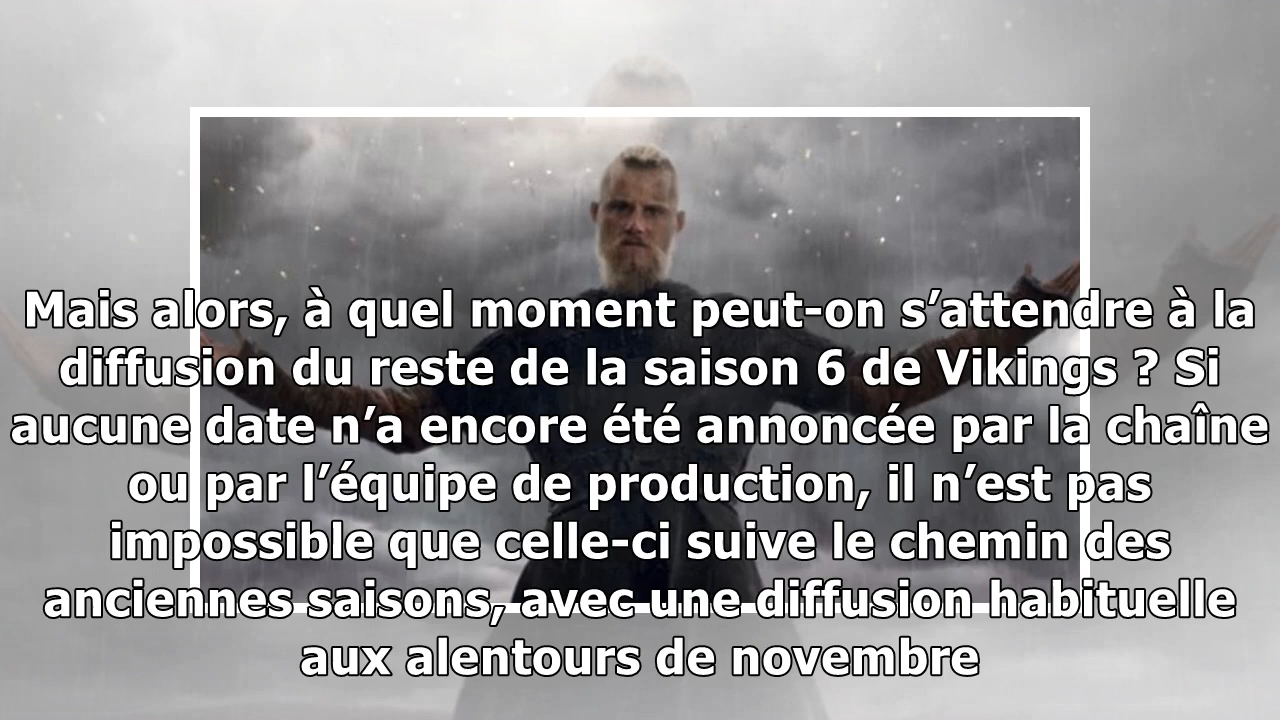 Mais alors, à quel moment peut-on s’attendre à la
diffusion du reste de la saison 6 de Vikings ? Si
aucune date n’a encore été annoncée par la chaîne
ou par l’équipe de production, il n’est pas
impossible que celle-ci suive le chemin des
anciennes saisons, avec une diffusion habituelle
aux alentours de novembre